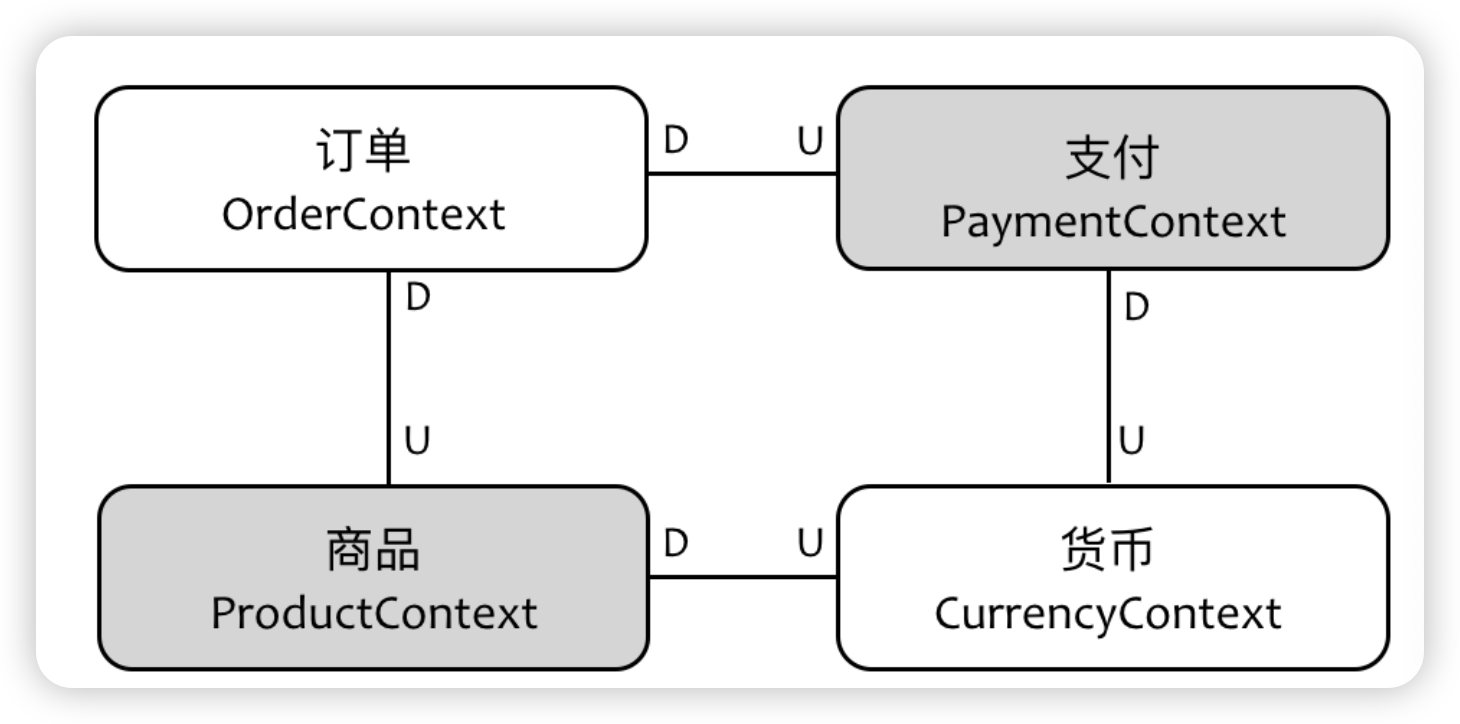 订单
OrderContext
D
U
支付
PaymentContext
D
U
D
U
商品
ProductContext
D
U
货币
CurrencyContext